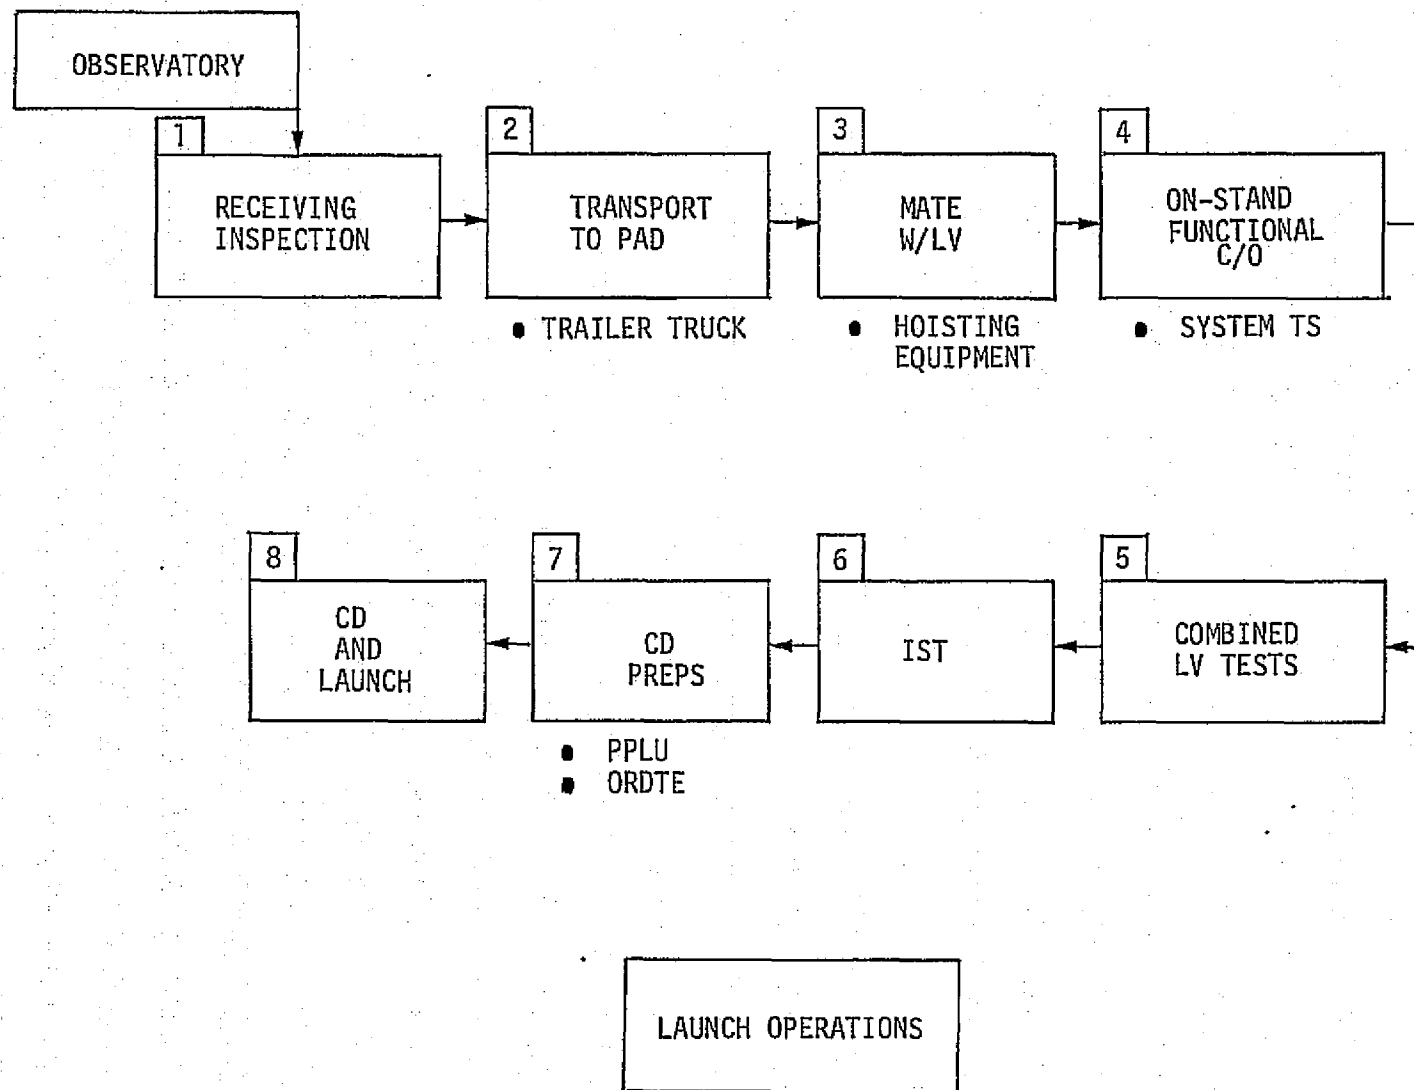 OBSERVATORY
1
RECEIVING
INSPECTION
2
TRANSPORT
TO PAD
● TRAILER TRUCK
3
MATE
W/LV
● HOISTING
EQUIPMENT
4
ON-STAND
FUNCTIONAL
C/O
● SYSTEM TS
5
COMBINED
LV TESTS
6
IST
7
CD
PREPS
● PPLU
● ORDTE
8
CD
AND
LAUNCH
LAUNCH OPERATIONS